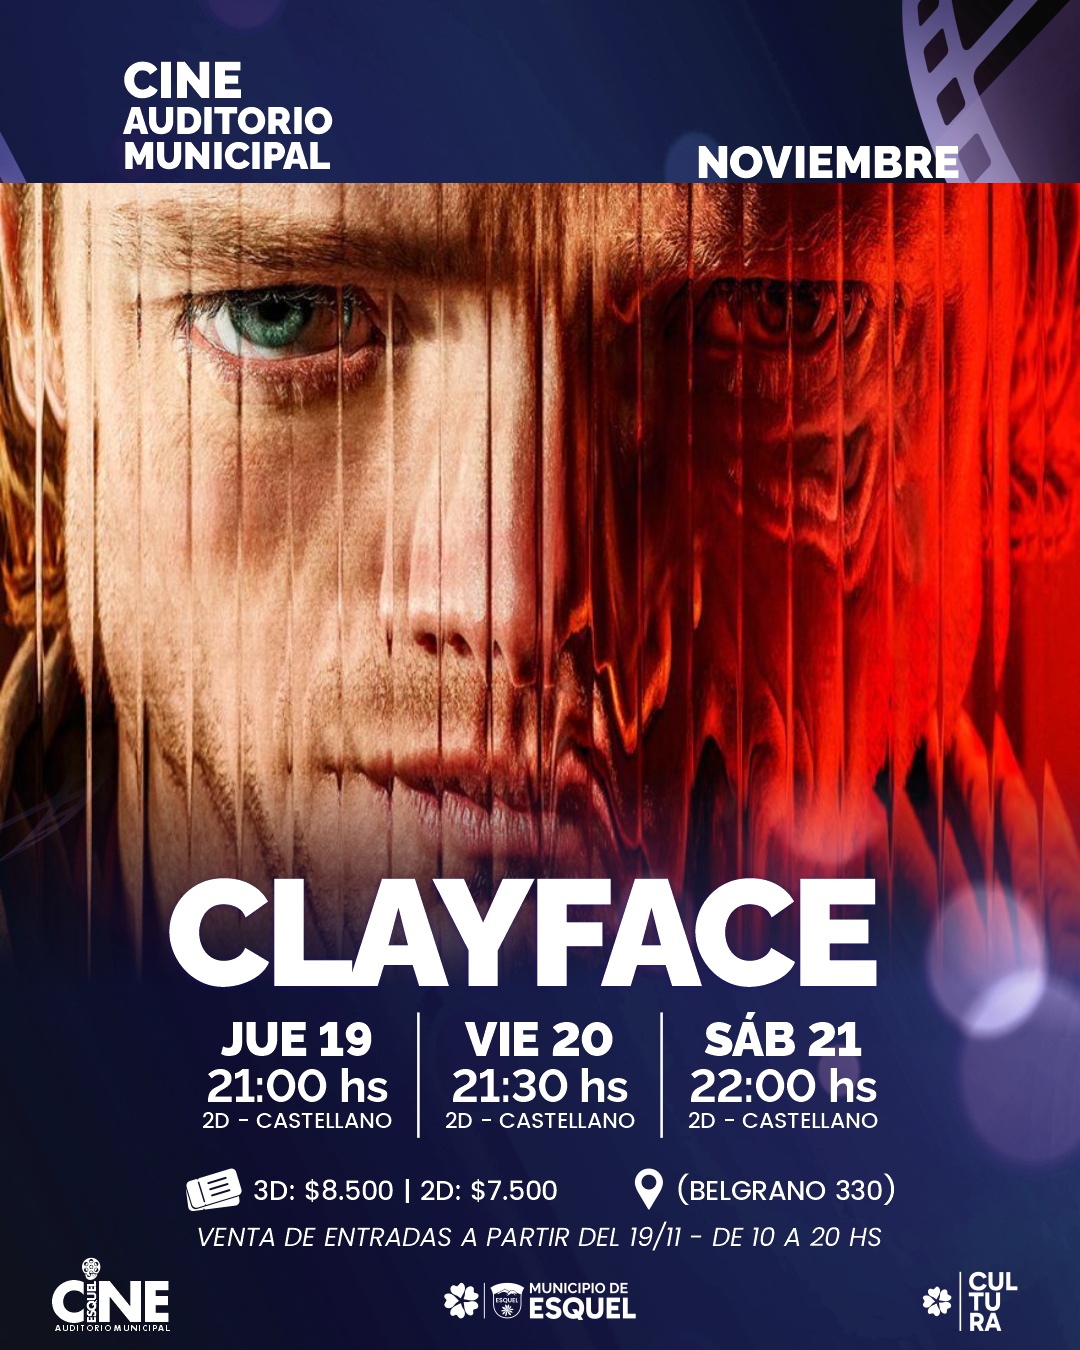 CINE
AUDITORIO
MUNICIPAL
NOVIEMBRE
CLAYFACE
JUE 19
21:00 hs
2D - CASTELLANO
VIE 20
21:30 hs
2D - CASTELLANO
SÁB 21
22:00 hs
2D - CASTELLANO
3D: $8.500 | 2D: $7.500
(BELGRANO 330)
VENTA DE ENTRADAS A PARTIR DEL 19/11 - DE 10 A 20 HS
CINE
ESQUEL
AUDITORIO MUNICIPAL
ESQUEL
MUNICIPIO DE
ESQUEL
CUL
TU
RA